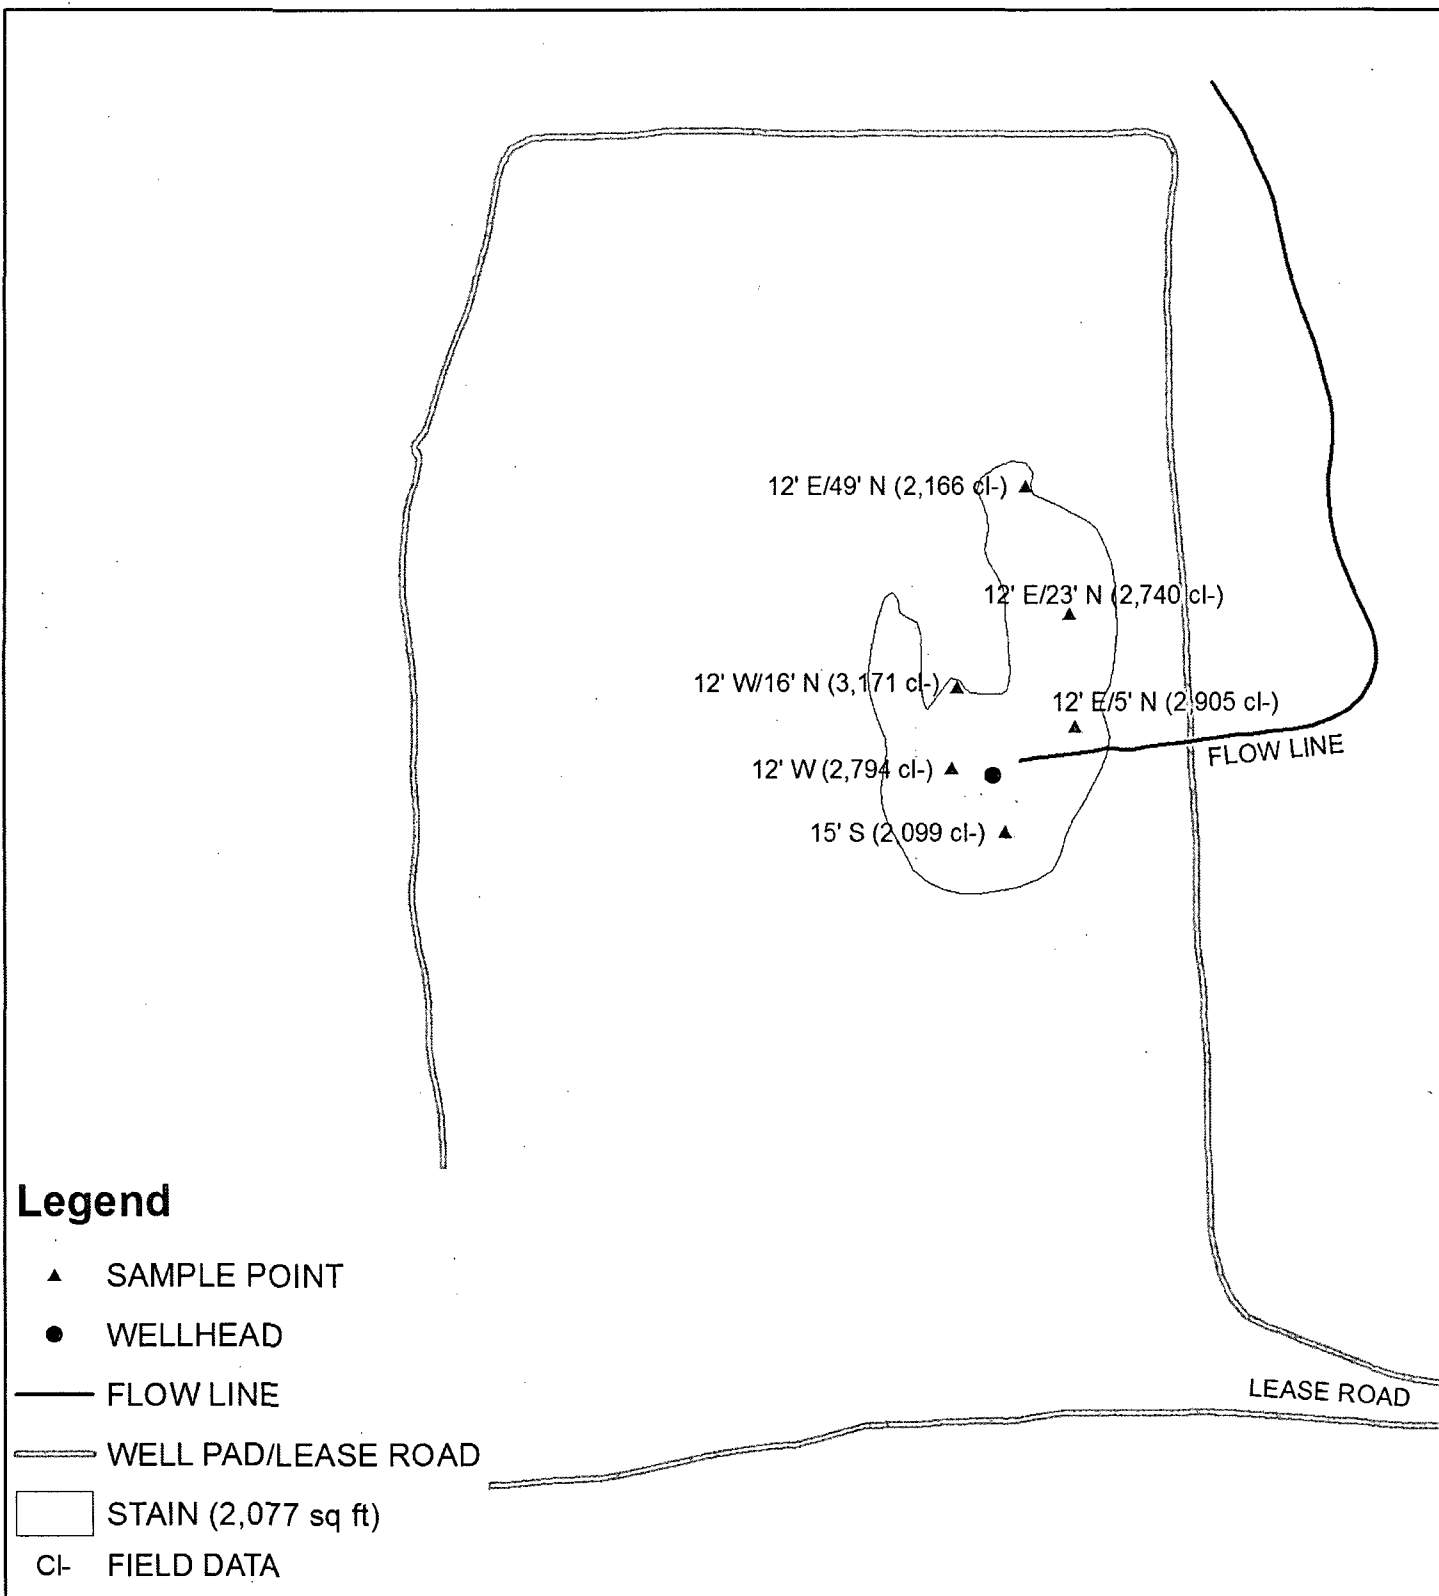 12' E/49' N (2,166 cl-)
12' E/23' N (2,740 cl-)
12' W/16' N (3,171 cl-)
12' E/5' N (2,905 cl-)
FLOW LINE
12' W (2,794 cl-)
15' S (2,099 cl-)
Legend
SAMPLE POINT
WELLHEAD
FLOW LINE
LEASE ROAD
WELL PAD/LEASE ROAD
STAIN (2,077 sq ft)
Cl- FIELD DATA